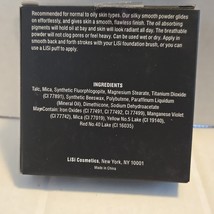 Recommended for normal to oily skin types. Our silky smooth powder glides
on effortlessly, and gives skin a smooth, flawless finish. The oil absorbing
pigments will hold oil at bay and skin will look radiant all day. The breathable
powder will not clog pores or feel heavy. Can be used wet or dry. Apply in
smooth back and forth strokes with your LiSi foundation brush, or you can
use a LiSi puff to apply.
INGREDIENTS
Talc, Mica, Synthetic Fluorphlogopite, Magnesium Stearate, Titanium Dioxide
(CI 77891), Synthetic Beeswax, Polybutene, Paraffinum Liquidum
(Mineral Oil), Dimethicone, Sodium Dehydroacetate
MayContain: Iron Oxides (CI 77491, CI 77492, CI 77499), Manganese Violet
(CI 77742), Mica (CI 77019), Yellow No.5 Lake (CI 19140),
Red No.40 Lake (CI 16035)
LiSi Cosmetics, New York, NY 10001
Made in China